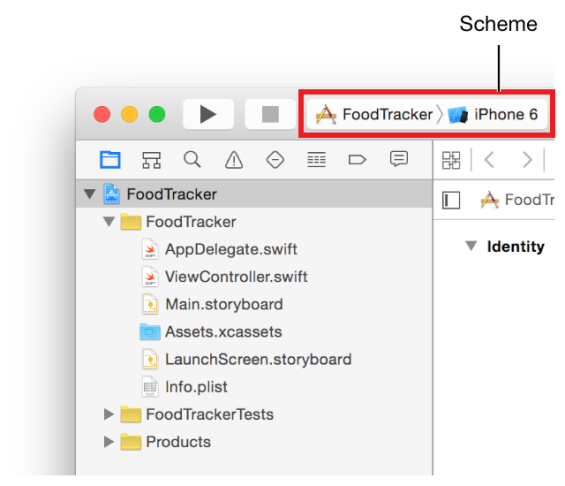 Scheme
FoodTracker iPhone 6
FoodTracker
FoodTr
FoodTracker
Identity
AppDelegate.swift
ViewController.swift
Main.storyboard
Assets.xcassets
LaunchScreen.storyboard
Info.plist
FoodTrackerTests
Products